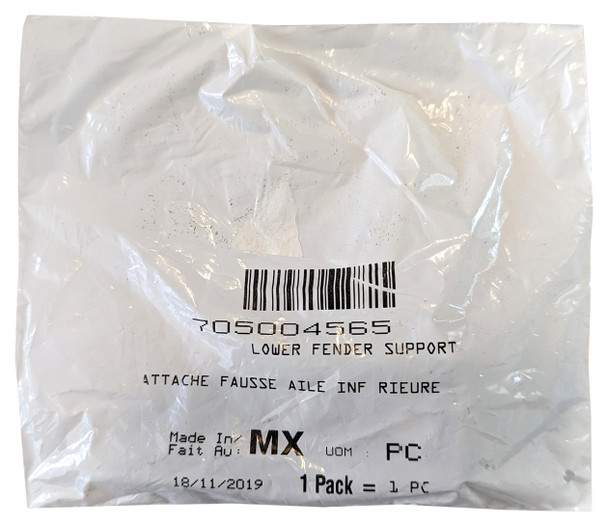 705004565
LOWER FENDER SUPPORT
ATTACHE FAUSSE AILE INF RIEURE
Made In/
Fait Au: MX UOM : PC
18/11/2019 1 Pack = 1 PC